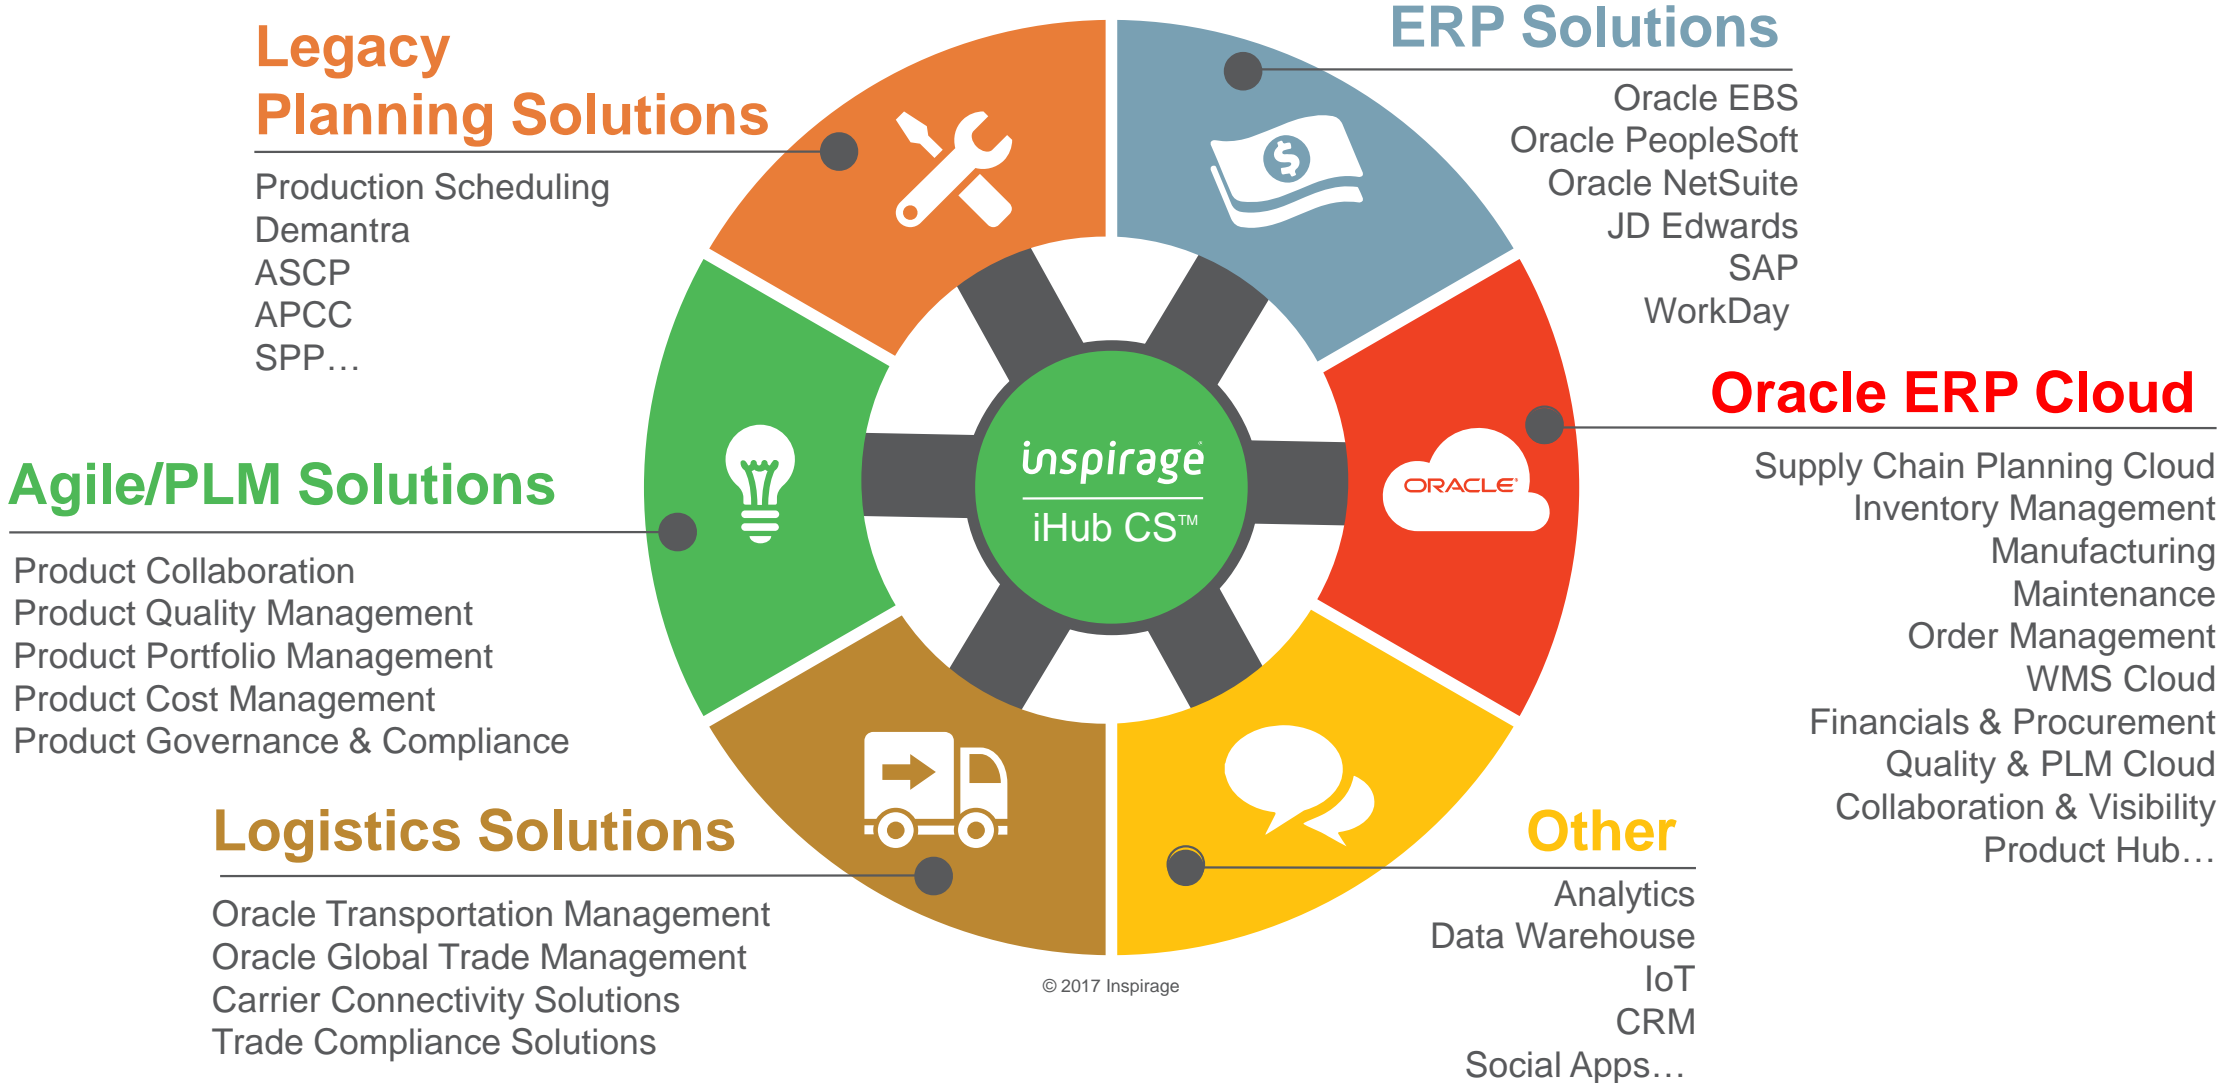 Legacy
Planning Solutions
Production Scheduling
Demantra
ASCP
APCC
SPP…
ERP Solutions
Oracle EBS
Oracle PeopleSoft
Oracle NetSuite
JD Edwards
SAP
WorkDay
Oracle ERP Cloud
Supply Chain Planning Cloud
Inventory Management
Manufacturing
Maintenance
Order Management
WMS Cloud
Financials & Procurement
Quality & PLM Cloud
Collaboration & Visibility
Product Hub…
Agile/PLM Solutions
Product Collaboration
Product Quality Management
Product Portfolio Management
Product Cost Management
Product Governance & Compliance
inspirage®
iHub CS™
ORACLE®
$
Logistics Solutions
Oracle Transportation Management
Oracle Global Trade Management
Carrier Connectivity Solutions
Trade Compliance Solutions
Other
Analytics
Data Warehouse
IoT
CRM
Social Apps…
© 2017 Inspirage